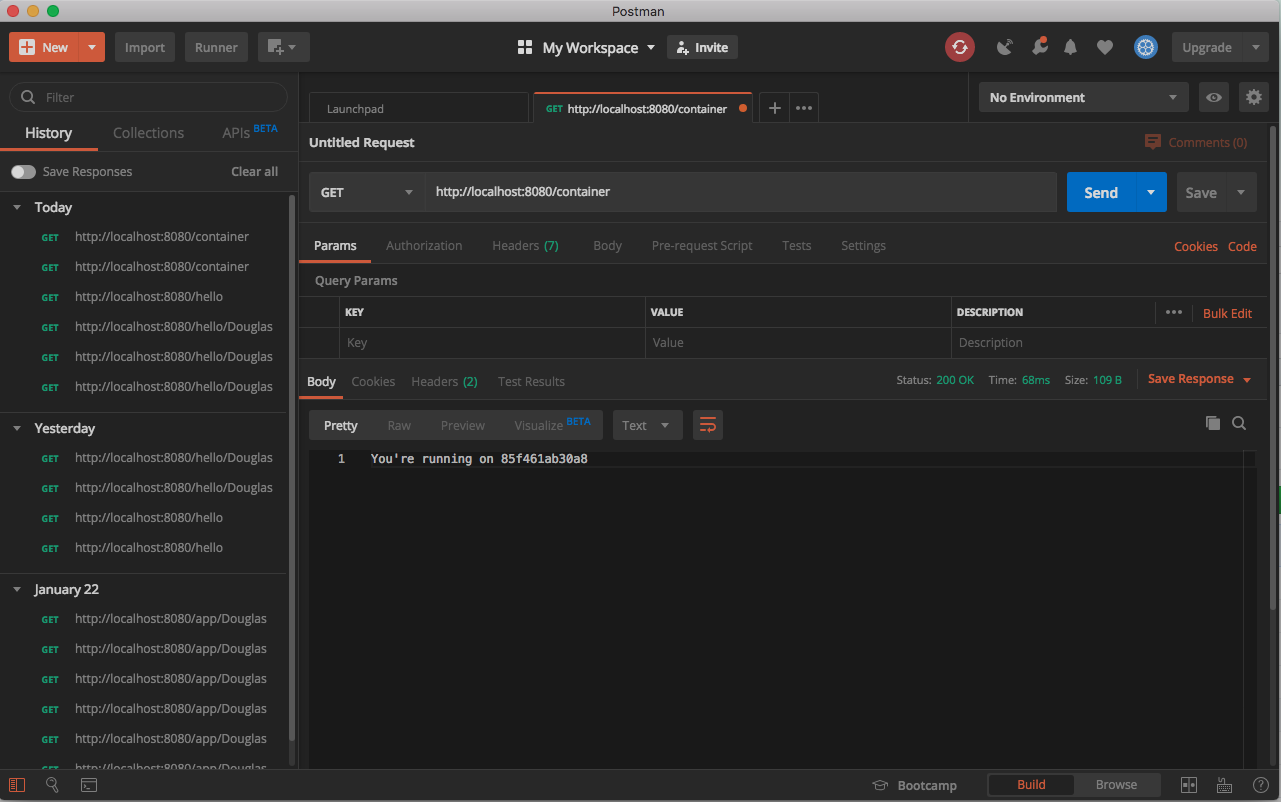 Postman
New
Import
Runner
My Workspace
Invite
Upgrade
Filter
History
Collections
APIs BETA
Save Responses
Clear all
Today
GET http://localhost:8080/container
GET http://localhost:8080/container
GET http://localhost:8080/hello
GET http://localhost:8080/hello/Douglas
GET http://localhost:8080/hello/Douglas
GET http://localhost:8080/hello/Douglas
Yesterday
GET http://localhost:8080/hello/Douglas
GET http://localhost:8080/hello/Douglas
GET http://localhost:8080/hello
GET http://localhost:8080/hello
January 22
GET http://localhost:8080/app/Douglas
GET http://localhost:8080/app/Douglas
GET http://localhost:8080/app/Douglas
GET http://localhost:8080/app/Douglas
GET http://localhost:8080/app/Douglas
GET http://localhost:8080/app/Douglas
Launchpad
GET http://localhost:8080/container
No Environment
Untitled Request
Comments (0)
GET
http://localhost:8080/container
Send
Save
Params
Authorization
Headers (7)
Body
Pre-request Script
Tests
Settings
Cookies
Code
Query Params
KEY
VALUE
DESCRIPTION
Bulk Edit
Key
Value
Description
Body
Cookies
Headers (2)
Test Results
Status: 200 OK
Time: 68ms
Size: 109 B
Save Response
Pretty
Raw
Preview
Visualize BETA
Text
1 You're running on 85f461ab30a8
Bootcamp
Build
Browse